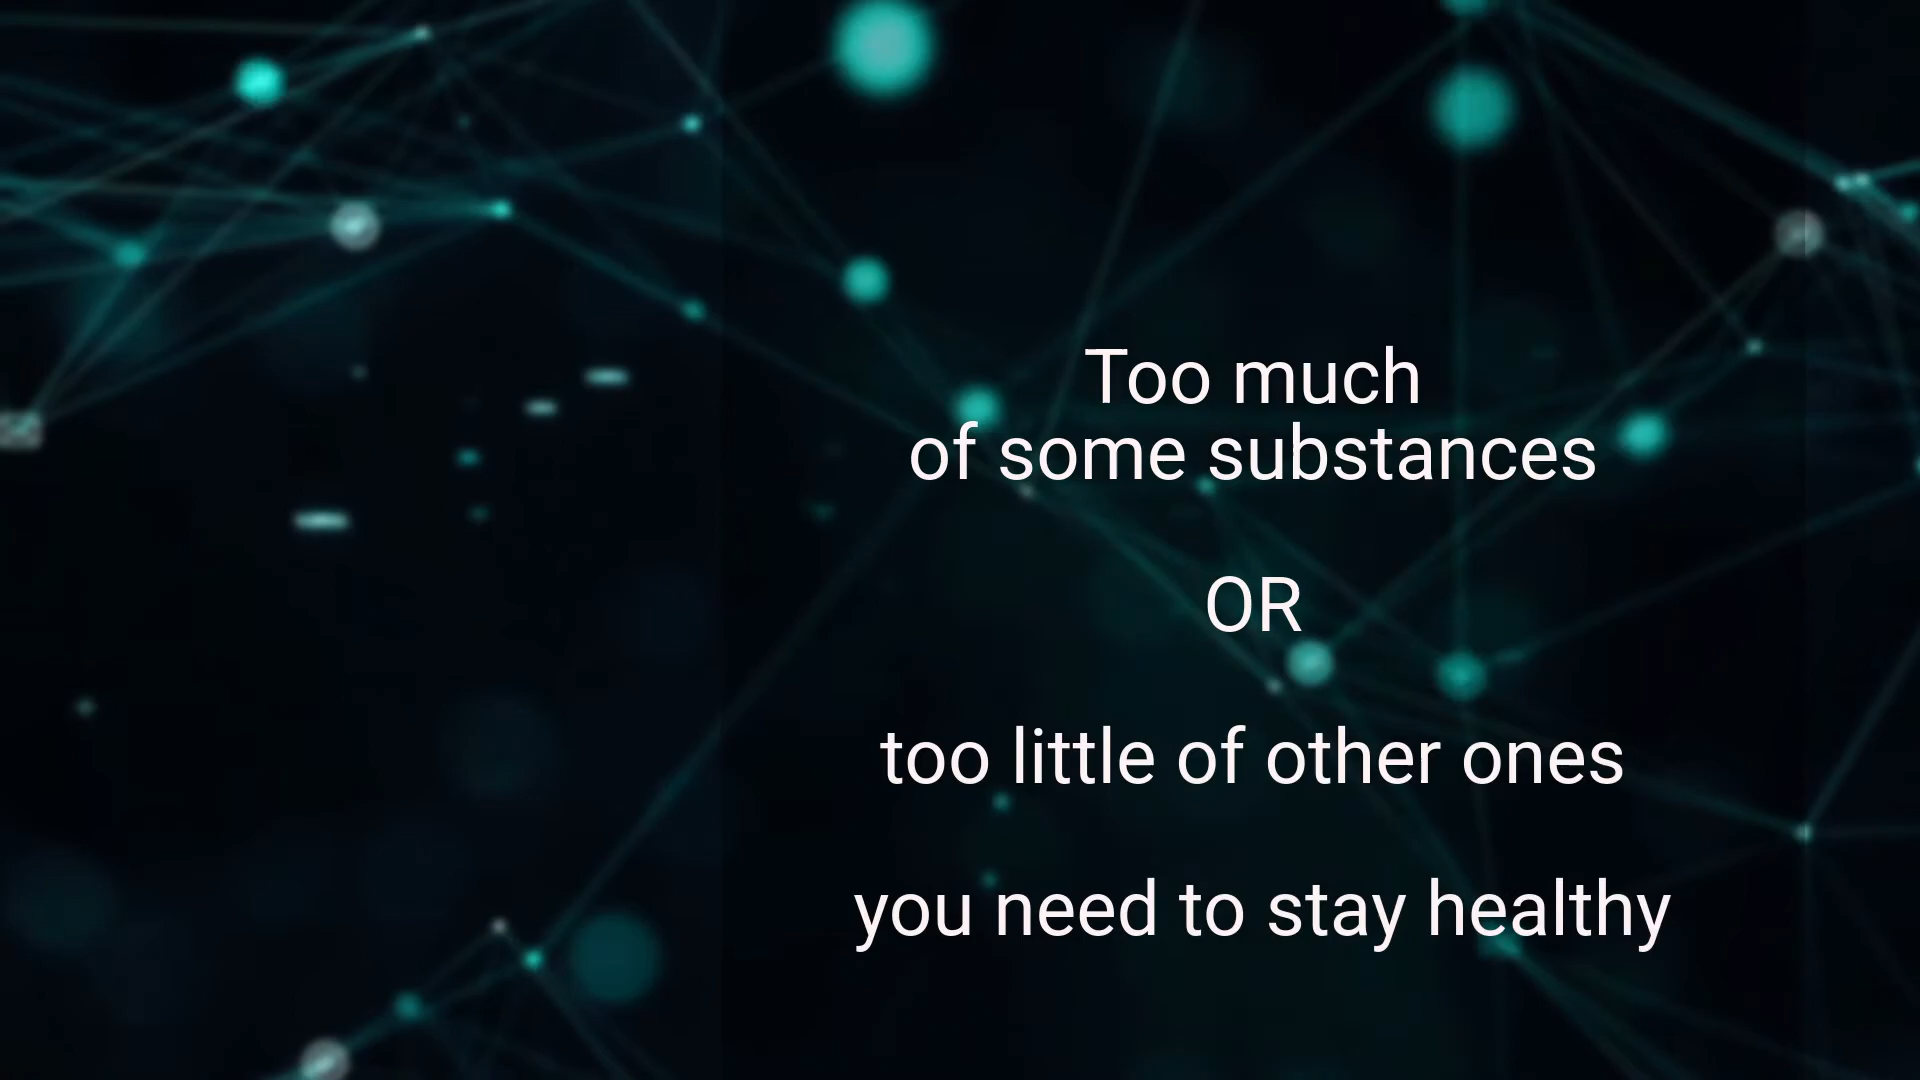 Too much
of some substances
OR
too little of other ones
you need to stay healthy